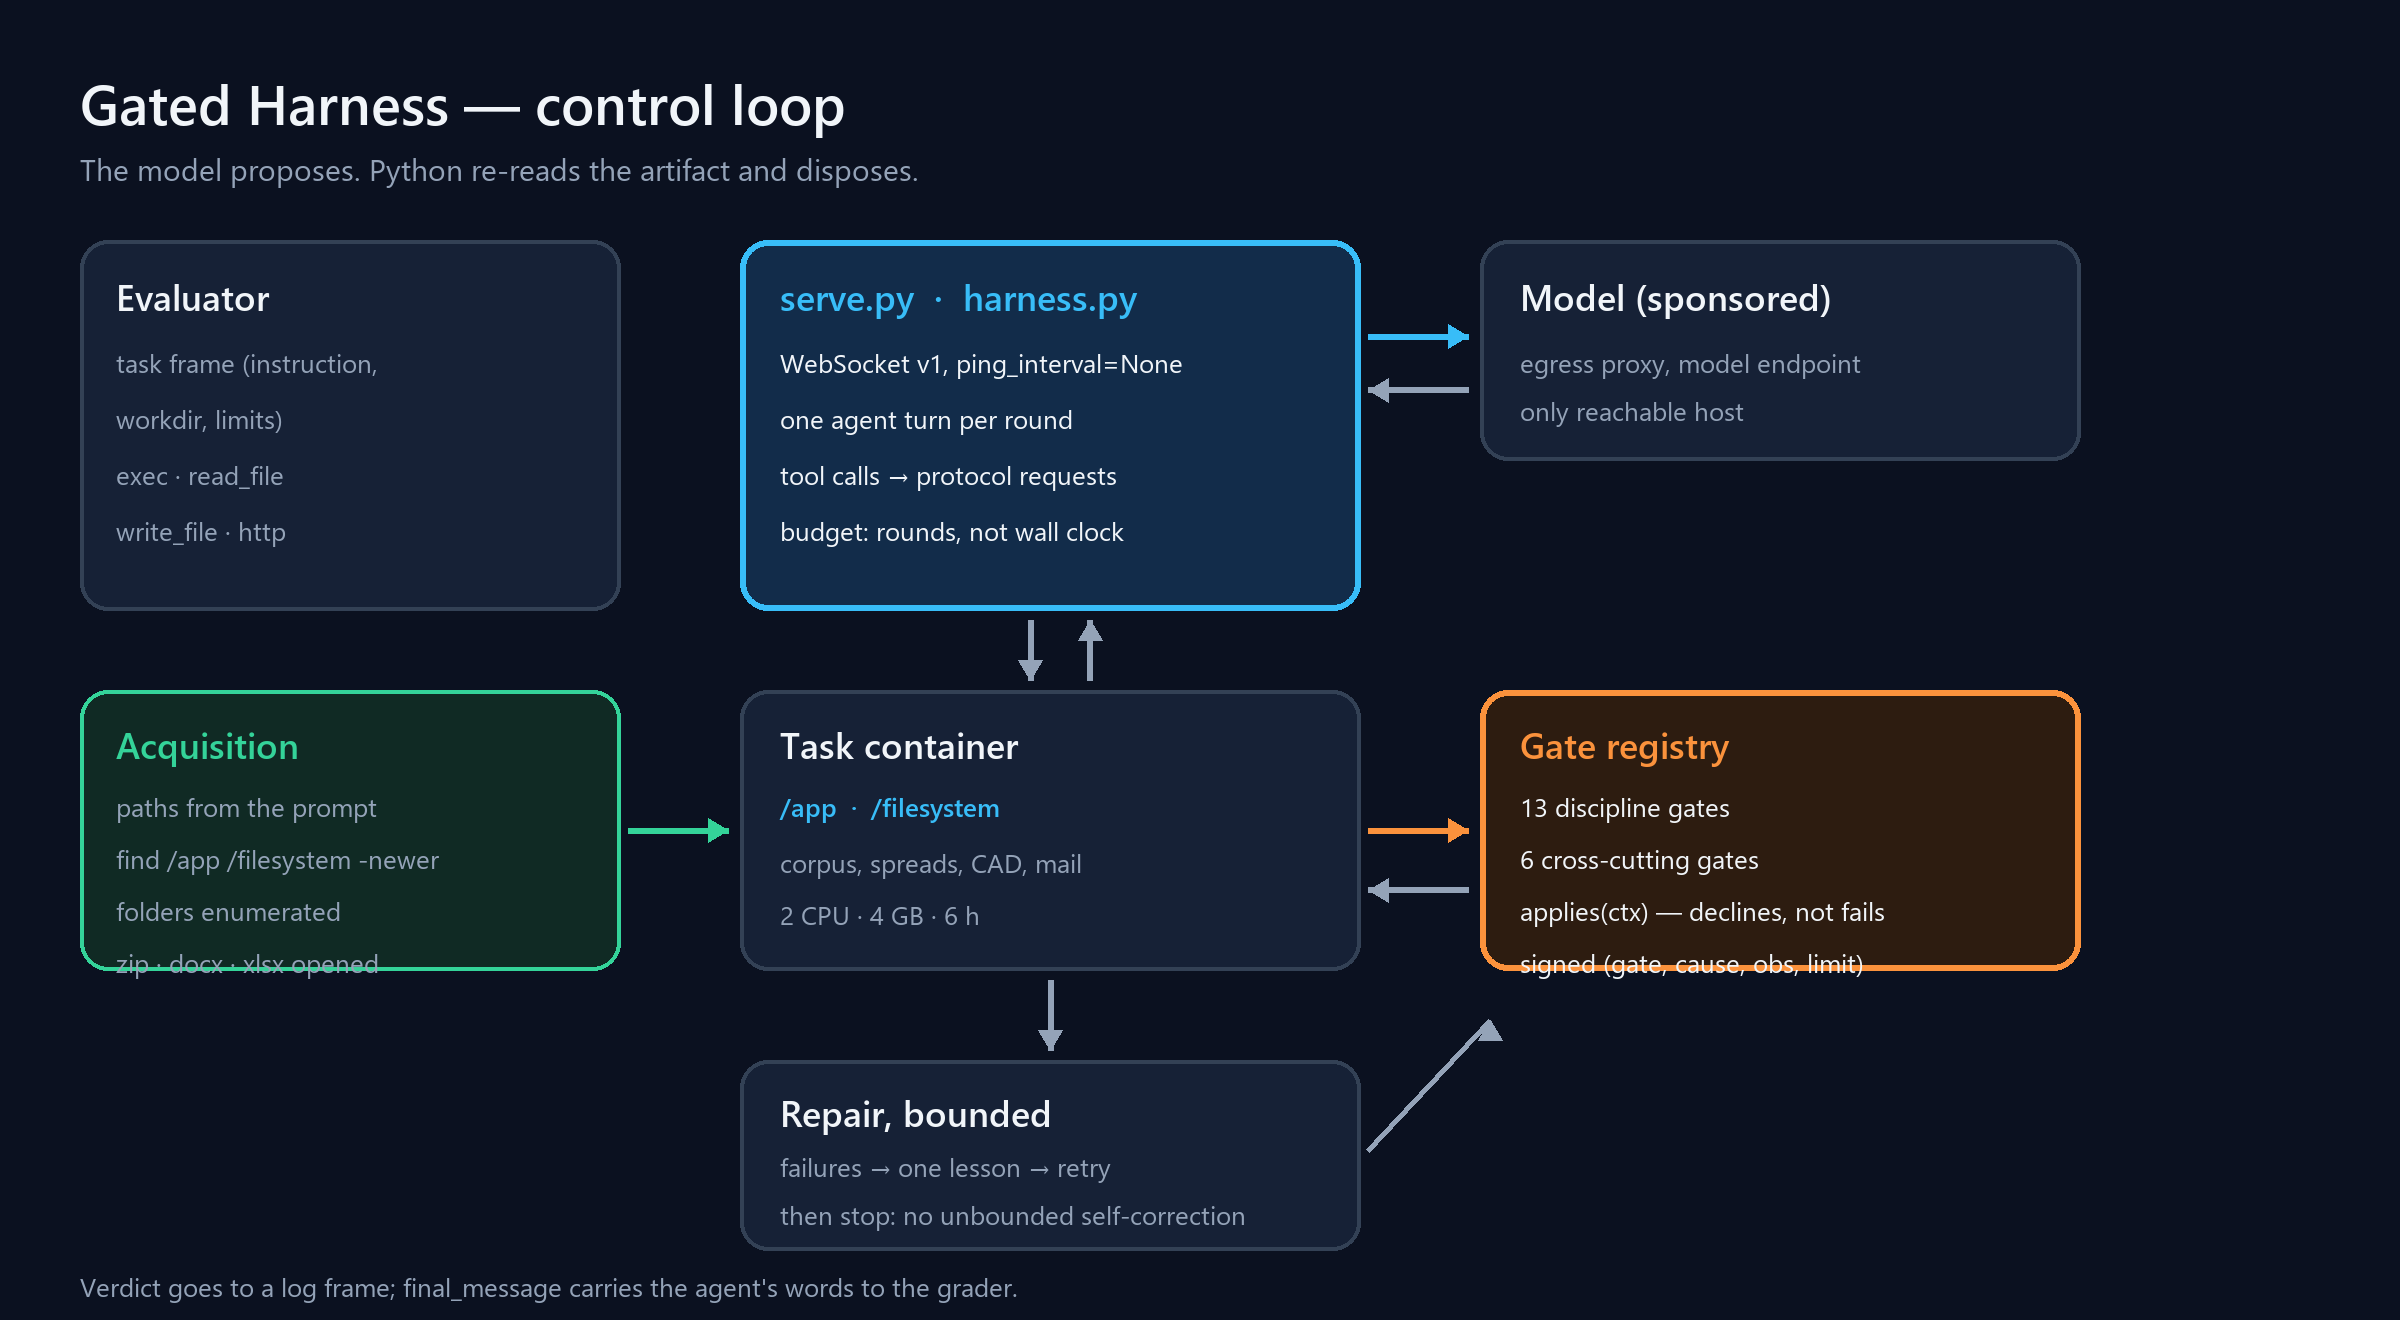 Gated Harness — control loop
The model proposes. Python re-reads the artifact and disposes.
Evaluator
task frame (instruction,
workdir, limits)
exec · read_file
write_file · http
serve.py · harness.py
WebSocket v1, ping_interval=None
one agent turn per round
tool calls → protocol requests
budget: rounds, not wall clock
Model (sponsored)
egress proxy, model endpoint
only reachable host
Acquisition
paths from the prompt
find /app /filesystem -newer
folders enumerated
zip · docx · xlsx opened
Task container
/app · /filesystem
corpus, spreads, CAD, mail
2 CPU · 4 GB · 6 h
Gate registry
13 discipline gates
6 cross-cutting gates
applies(ctx) — declines, not fails
signed (gate, cause, obs, limit)
Repair, bounded
failures → one lesson → retry
then stop: no unbounded self-correction
Verdict goes to a log frame; final_message carries the agent's words to the grader.